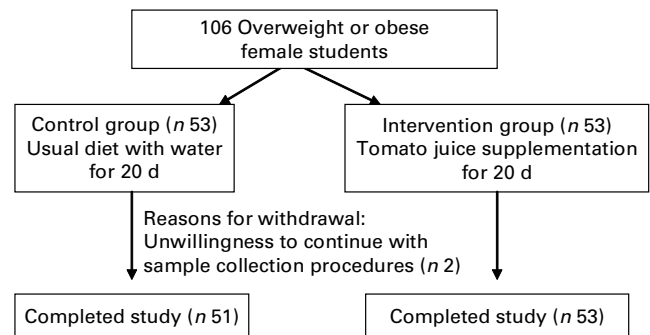 106 Overweight or obese
female students
Control group (n 53)
Usual diet with water
for 20 d
Intervention group (n 53)
Tomato juice supplementation
for 20 d
Reasons for withdrawal:
Unwillingness to continue with
sample collection procedures (n 2)
Completed study (n 51)
Completed study (n 53)